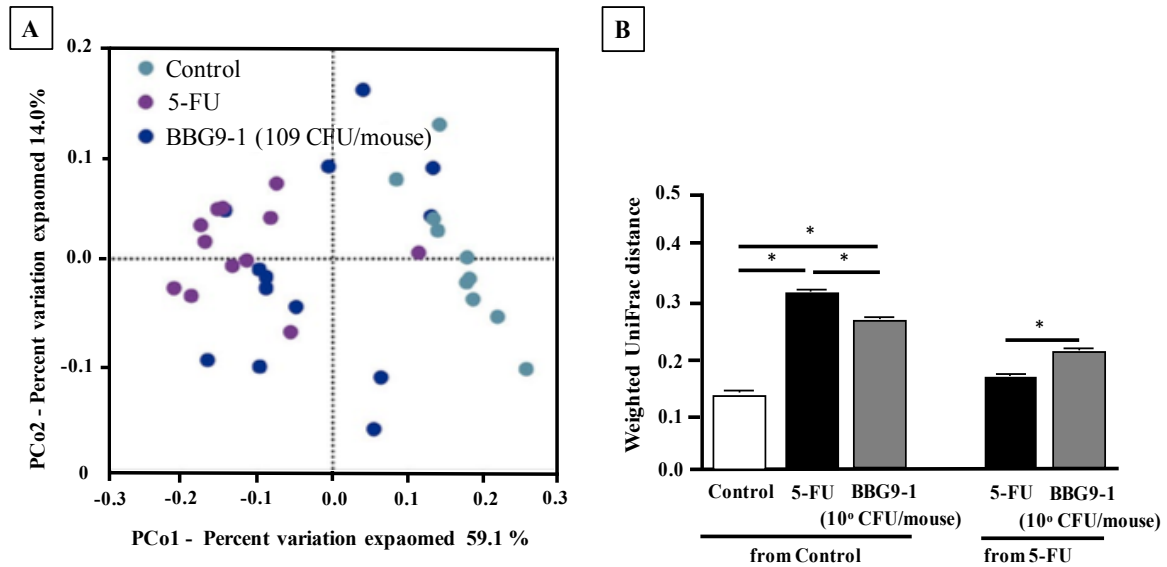 A
0.2
0.1
0.0
-0.1
0
PCo2 - Percent variation expaomed 14.0%
Control
5-FU
BBG9-1 (109 CFU/mouse)
-0.3 -0.2 -0.1 0.0 0.1 0.2 0.3
PCo1 - Percent variation expaomed 59.1 %
B
Weighted UniFrac distance
0.5
0.4
0.3
0.2
0.1
0.0
*
* *
*
Control 5-FU BBG9-1 5-FU BBG9-1
(10º CFU/mouse) (10º CFU/mouse)
from Control from 5-FU